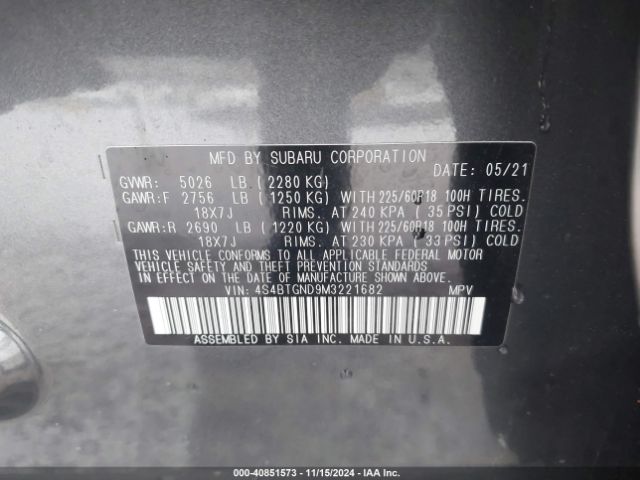 MFD BY SUBARU CORPORATION
DATE: 05/21
GVWR: 5026 LB (2280 KG)
GAWR:F 2756 LB (1250 KG) WITH 225/60R18 100H TIRES.
18X7J RIMS. AT 240 KPA (35 PSI) COLD
GAWR:R 2690 LB (1220 KG) WITH 225/60R18 100H TIRES.
18X7J RIMS. AT 230 KPA (33 PSI) COLD
THIS VEHICLE CONFORMS TO ALL APPLICABLE FEDERAL MOTOR
VEHICLE SAFETY, BUMPER, AND THEFT PREVENTION STANDARDS
IN EFFECT ON THE DATE OF MANUFACTURE SHOWN ABOVE.
VIN: 4S4BTGND9M3221682 MPV
ASSEMBLED BY SIA INC. MADE IN U.S.A.
000-40851573 - 11/15/2024 - IAA Inc.